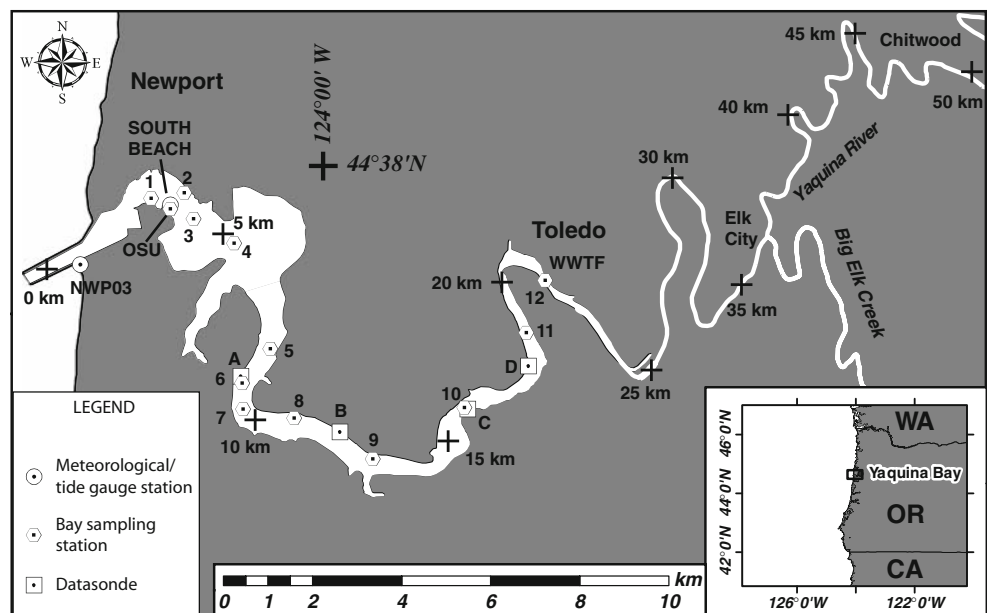 N
W E
S
Newport
SOUTH
BEACH
124°00' W
44°38'N
45 km
Chitwood
50 km
40 km
Yaquina River
30 km
1
2
3
OSU
5 km
4
NWP03
0 km
Toledo
WWTF
20 km
12
Elk
City
35 km
Big Elk Creek
11
5
A
6
D
25 km
7
10 km
8
B
9
10
C
15 km
LEGEND
Meteorological/
tide gauge station
Bay sampling
station
Datasonde
km
0 1 2 4 6 8 10
46°0'N
44°0'N
42°0'N
WA
Yaquina Bay
OR
CA
126°0'W
122°0'W